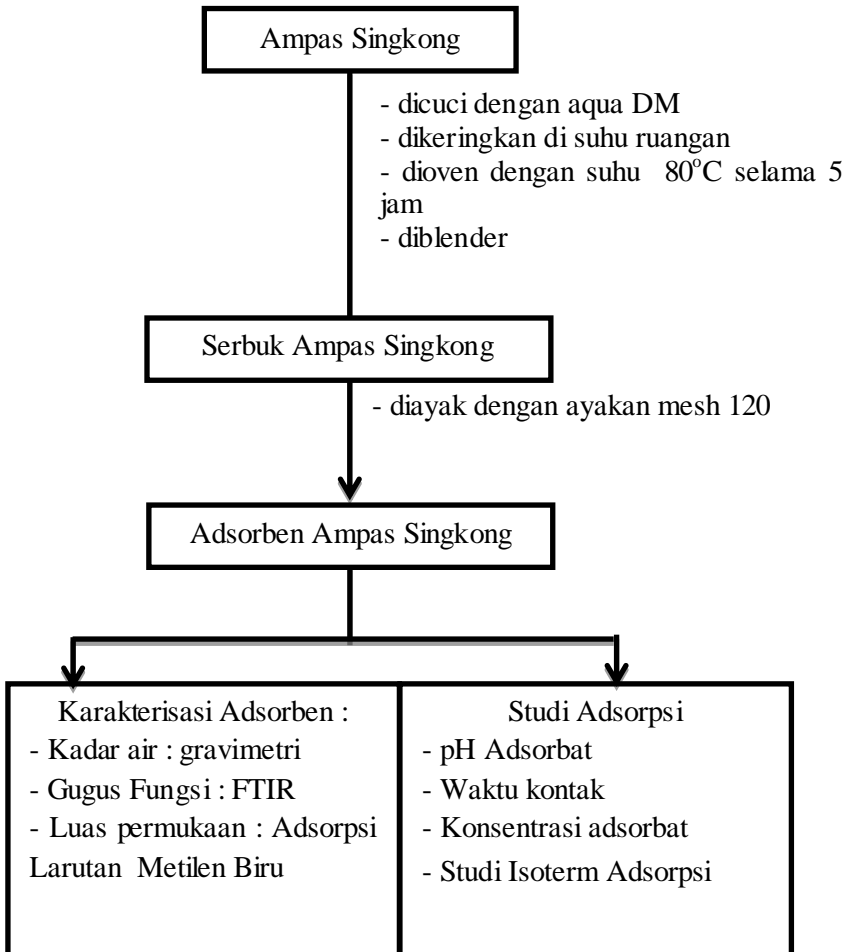 Ampas Singkong
- dicuci dengan aqua DM
- dikeringkan di suhu ruangan
- dioven dengan suhu 80°C selama 5
jam
- diblender
Serbuk Ampas Singkong
- diayak dengan ayakan mesh 120
Adsorben Ampas Singkong
Karakterisasi Adsorben :
- Kadar air : gravimetri
- Gugus Fungsi : FTIR
- Luas permukaan : Adsorpsi
Larutan Metilen Biru
Studi Adsorpsi
- pH Adsorbat
- Waktu kontak
- Konsentrasi adsorbat
- Studi Isoterm Adsorpsi